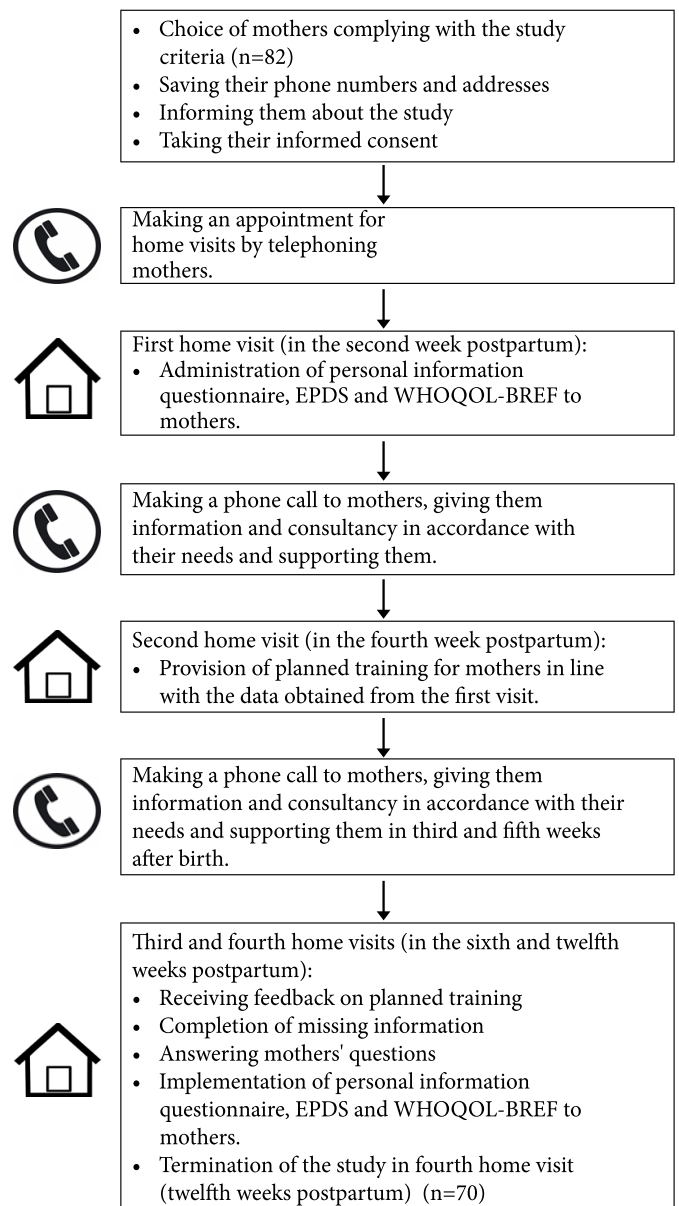 • Choice of mothers complying with the study
criteria (n=82)
• Saving their phone numbers and addresses
• Informing them about the study
• Taking their informed consent
Making an appointment for
home visits by telephoning
mothers.
First home visit (in the second week postpartum):
• Administration of personal information
questionnaire, EPDS and WHOQOL-BREF to
mothers.
Making a phone call to mothers, giving them
information and consultancy in accordance with
their needs and supporting them.
Second home visit (in the fourth week postpartum):
• Provision of planned training for mothers in line
with the data obtained from the first visit.
Making a phone call to mothers, giving them
information and consultancy in accordance with their
needs and supporting them in third and fifth weeks
after birth.
Third and fourth home visits (in the sixth and twelfth
weeks postpartum):
• Receiving feedback on planned training
• Completion of missing information
• Answering mothers' questions
• Implementation of personal information
questionnaire, EPDS and WHOQOL-BREF to
mothers.
• Termination of the study in fourth home visit
(twelfth weeks postpartum) (n=70)